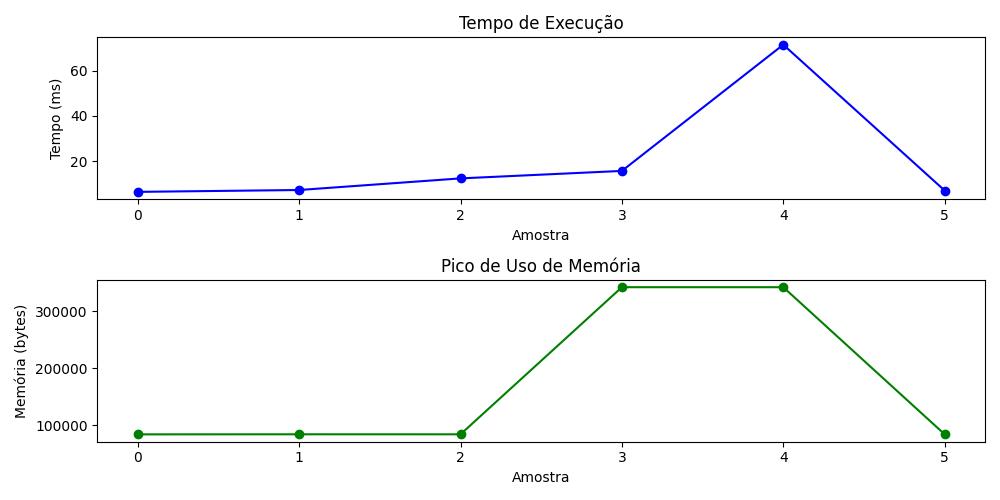 Tempo de Execução
60
40
20
Tempo (ms)
0 1 2 3 4 5
Amostra
Pico de Uso de Memória
300000
200000
100000
Memória (bytes)
0 1 2 3 4 5
Amostra